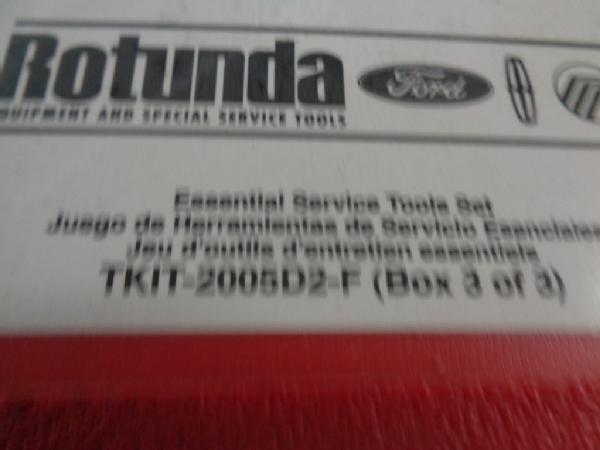 Rotunda
EQUIPMENT AND SPECIAL SERVICE TOOLS
Ford
Essential Service Tools Set
Juego de Herramientas de Servicio Esenciales
Jeu d'outils d'entretien essentiels
TKIT-2005D2-F (Box 3 of 3)